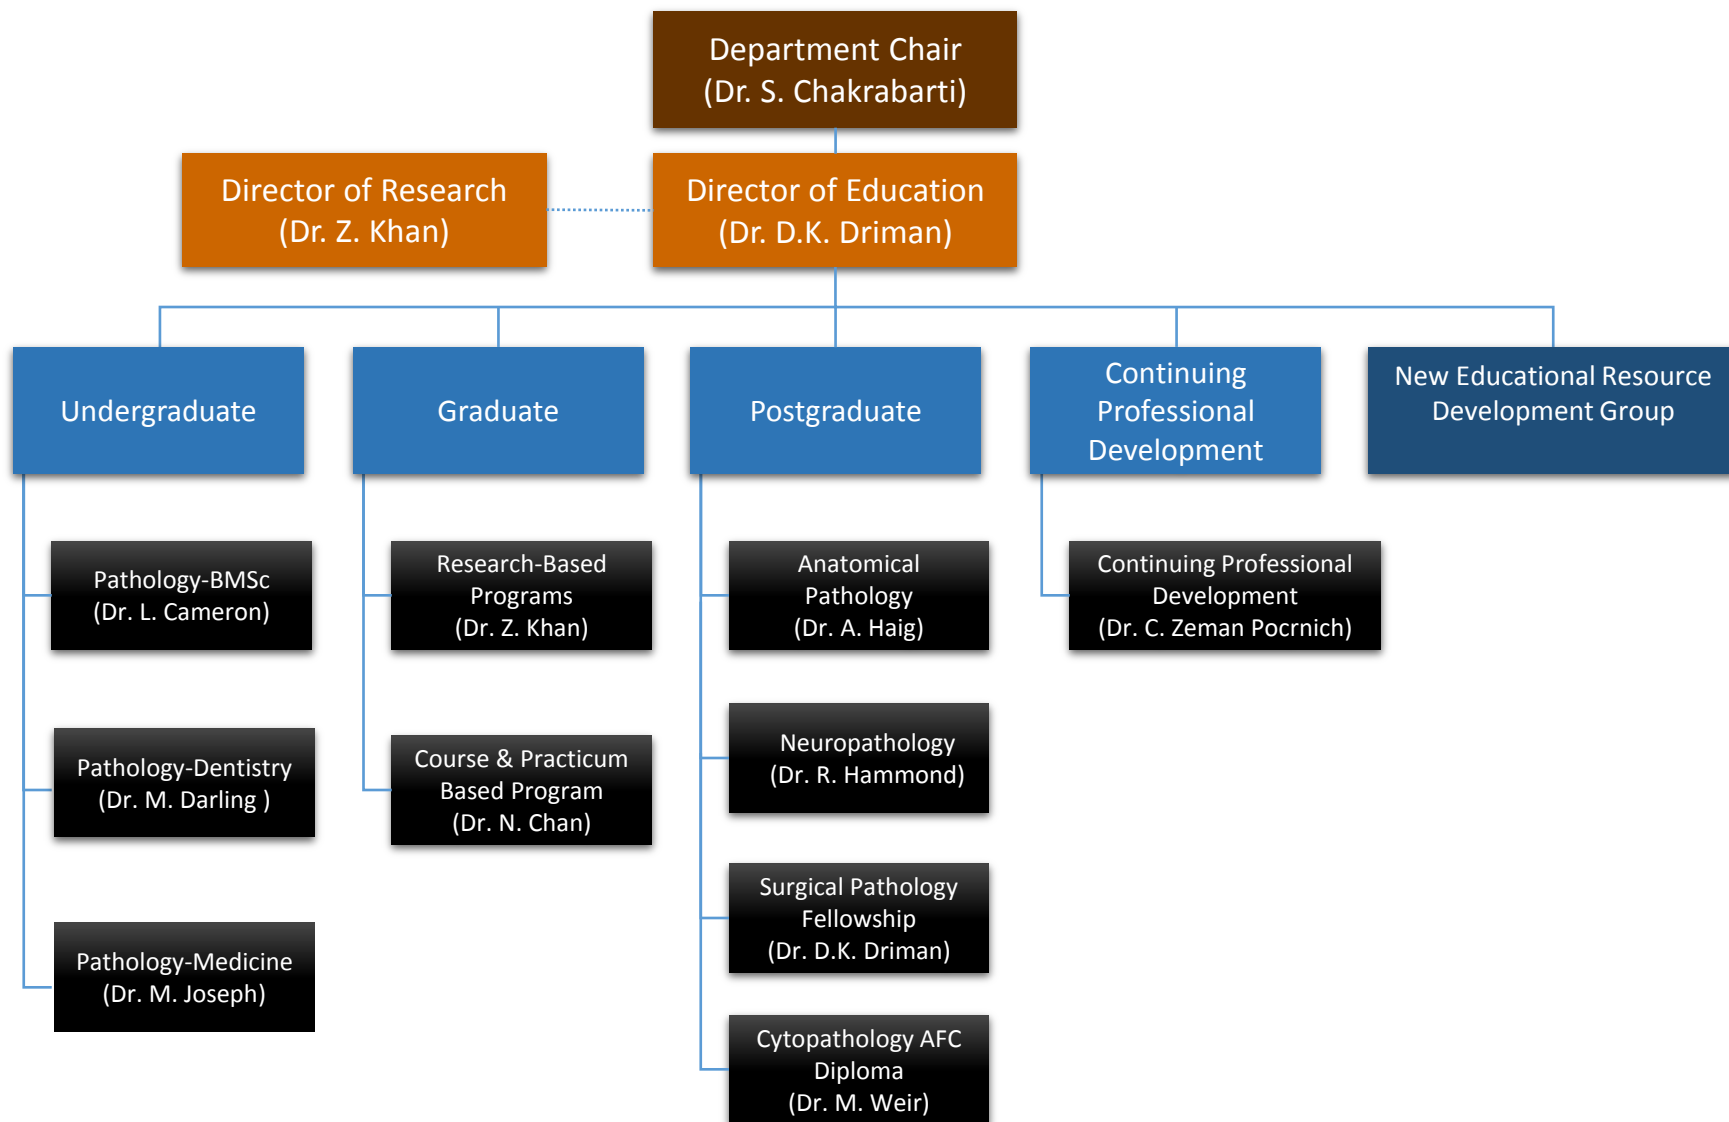 Department Chair
(Dr. S. Chakrabarti)
Director of Research
(Dr. Z. Khan)
Director of Education
(Dr. D.K. Driman)
Undergraduate
Graduate
Postgraduate
Continuing
Professional
Development
New Educational Resource
Development Group
Pathology-BMSc
(Dr. L. Cameron)
Pathology-Dentistry
(Dr. M. Darling )
Pathology-Medicine
(Dr. M. Joseph)
Research-Based
Programs
(Dr. Z. Khan)
Course & Practicum
Based Program
(Dr. N. Chan)
Anatomical
Pathology
(Dr. A. Haig)
Neuropathology
(Dr. R. Hammond)
Surgical Pathology
Fellowship
(Dr. D.K. Driman)
Cytopathology AFC
Diploma
(Dr. M. Weir)
Continuing Professional
Development
(Dr. C. Zeman Pocrnich)